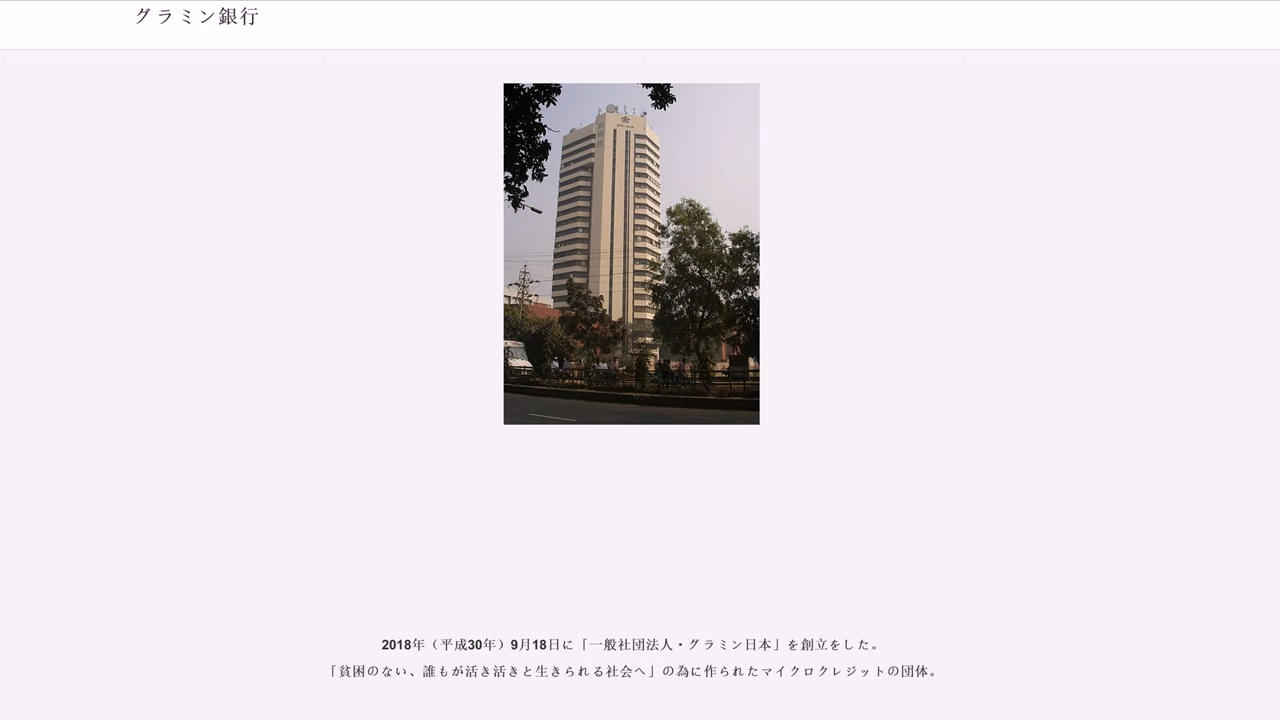 グラミン銀行
2018年（平成30年）9月18日に「一般社団法人・グラミン日本」を創立をした。
「貧困のない、誰もが活き活きと生きられる社会へ」の為に作られたマイクロクレジットの団体。